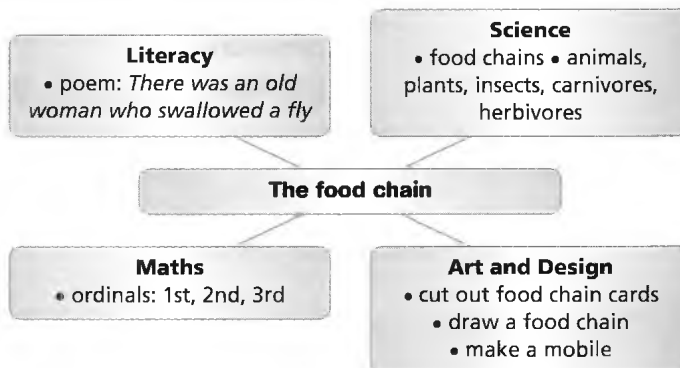 Literacy
• poem: There was an old
woman who swallowed a fly
Science
• food chains • animals,
plants, insects, carnivores,
herbivores
The food chain
Maths
• ordinals: 1st, 2nd, 3rd
Art and Design
• cut out food chain cards
• draw a food chain
• make a mobile